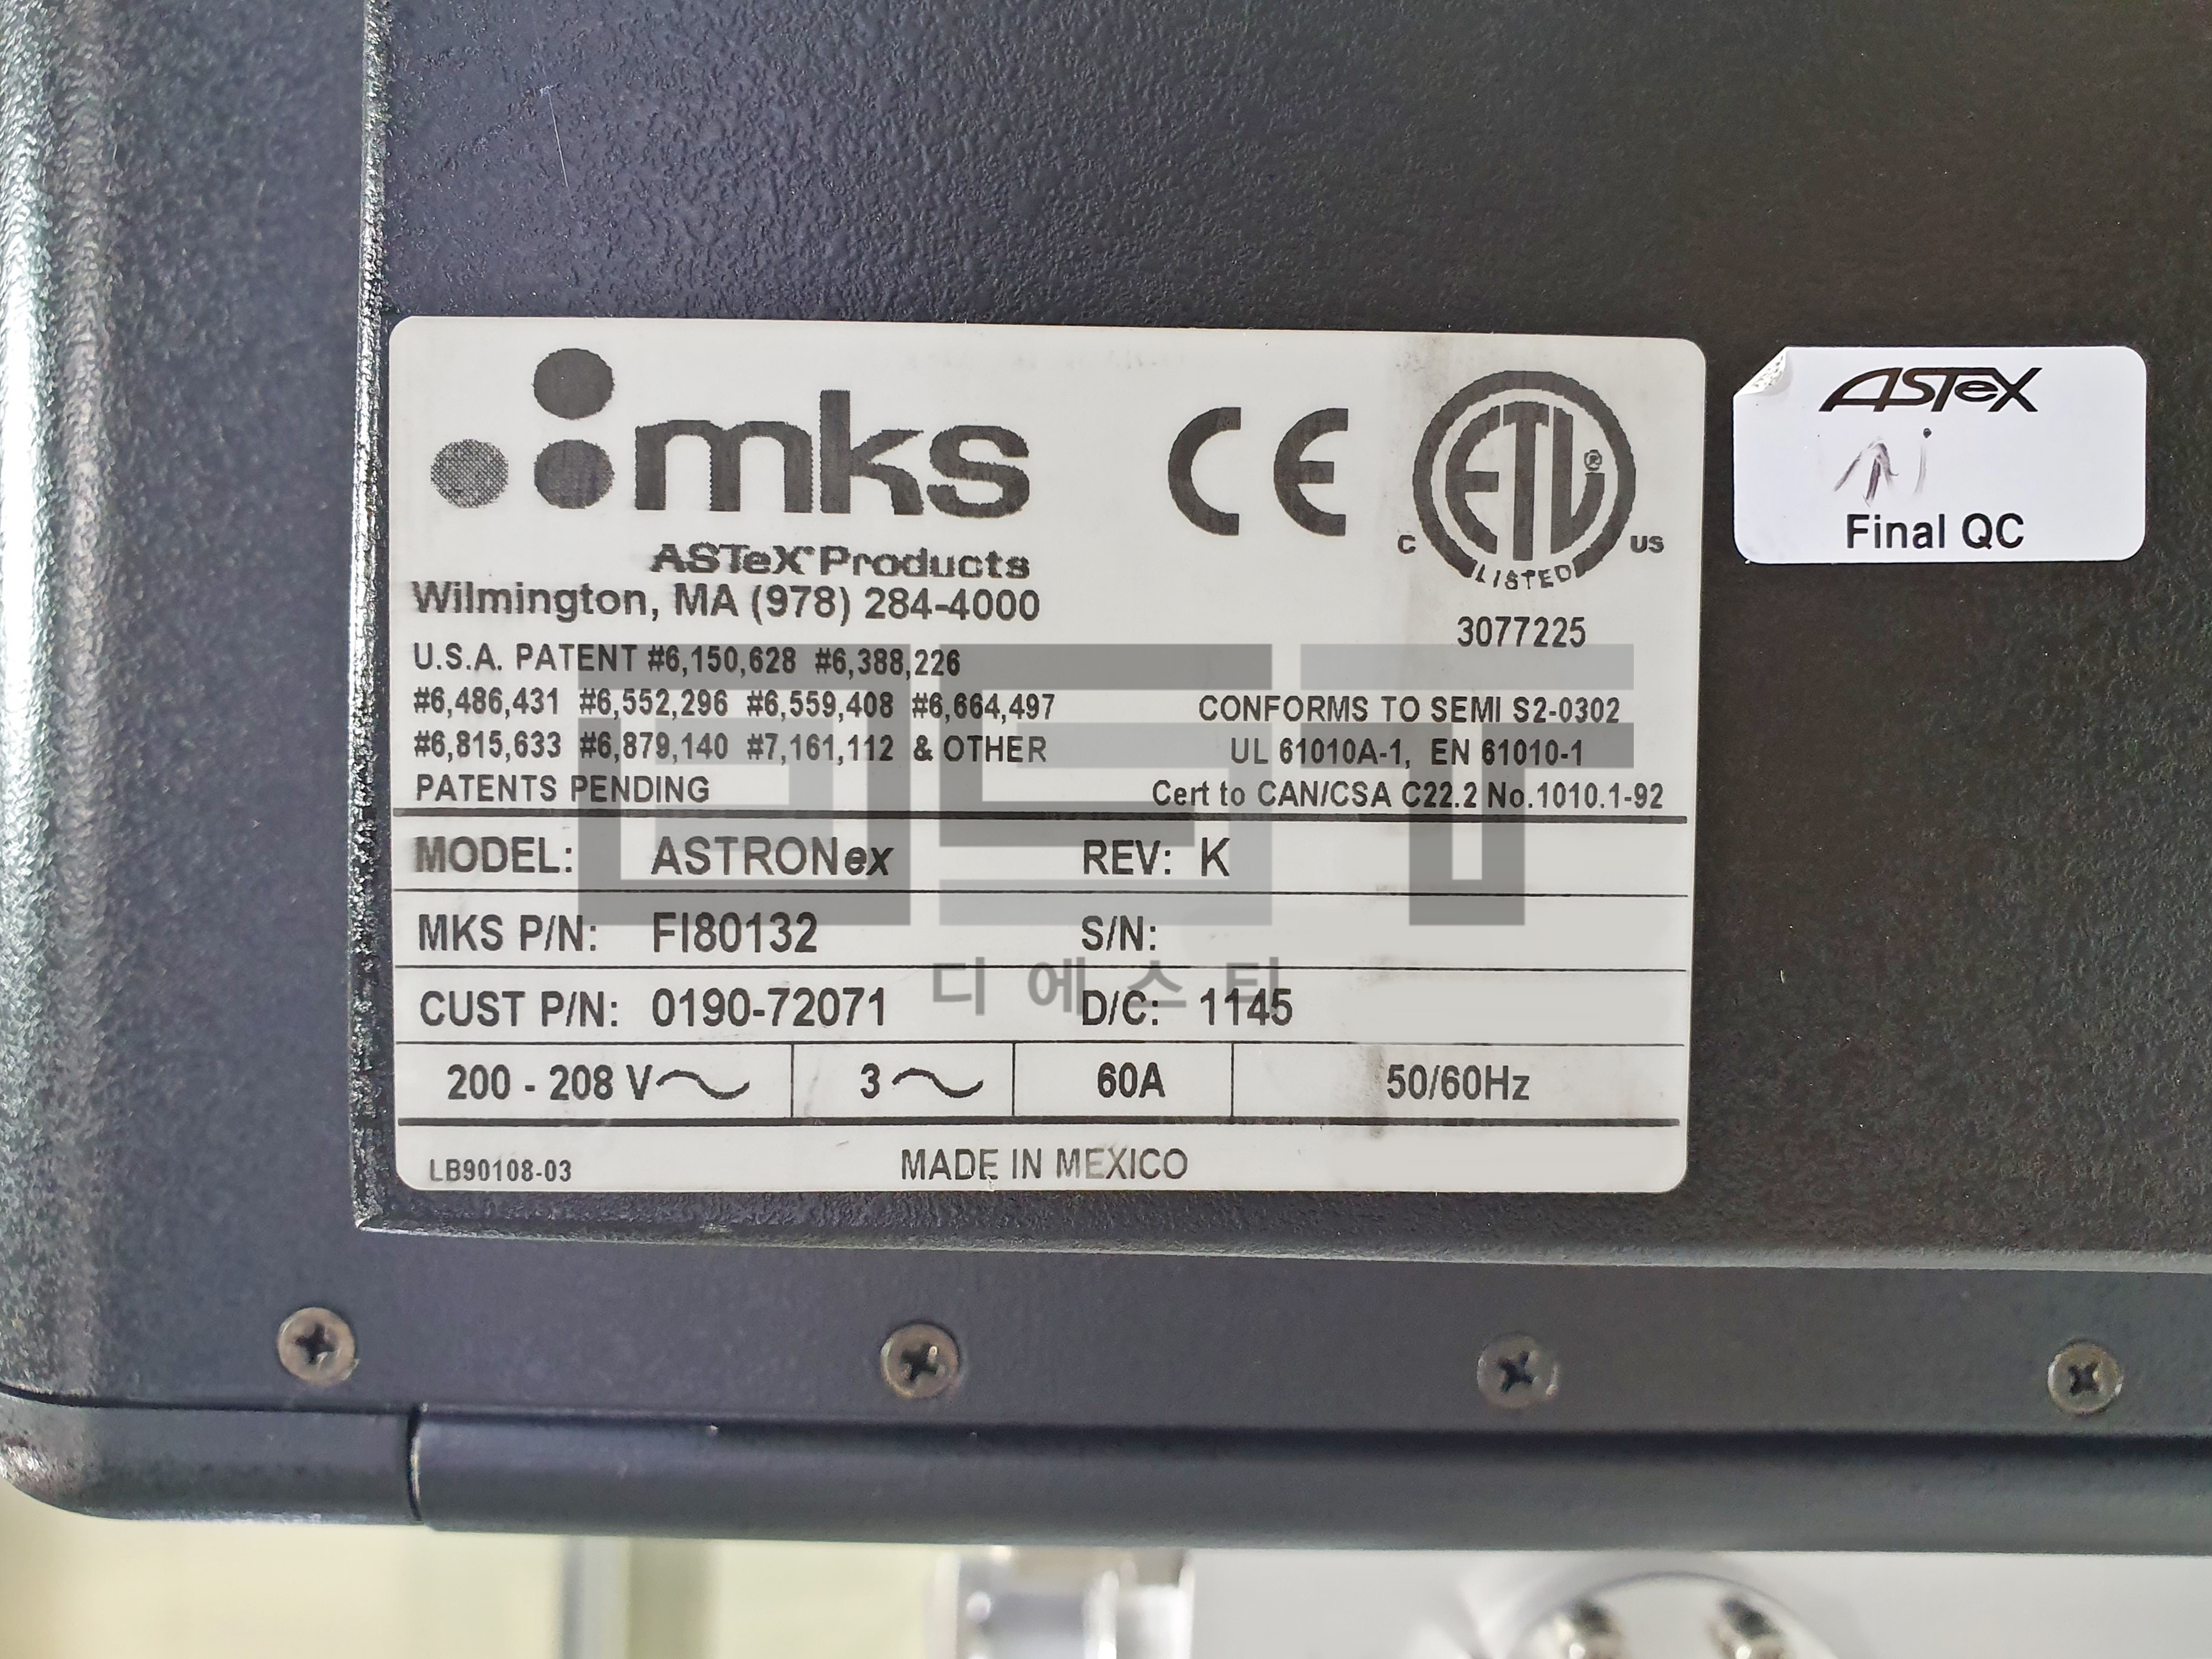 mks
ASTeX® Products
Wilmington, MA (978) 284-4000
U.S.A. PATENT #6,150,628 #6,388,226
#6,486,431 #6,552,296 #6,559,408 #6,664,497
#6,815,633 #6,879,140 #7,161,112 & OTHER
PATENTS PENDING
CE
ETL®
C LISTED US
3077225
CONFORMS TO SEMI S2-0302
UL 61010A-1, EN 61010-1
Cert to CAN/CSA C22.2 No.1010.1-92
MODEL: ASTRONex REV: K
MKS P/N: FI80132 S/N:
CUST P/N: 0190-72071 D/C: 1145
200 - 208 V~ 3~ 60A 50/60Hz
LB90108-03 MADE IN MEXICO
ASTeX
Final QC
DST
디에스티